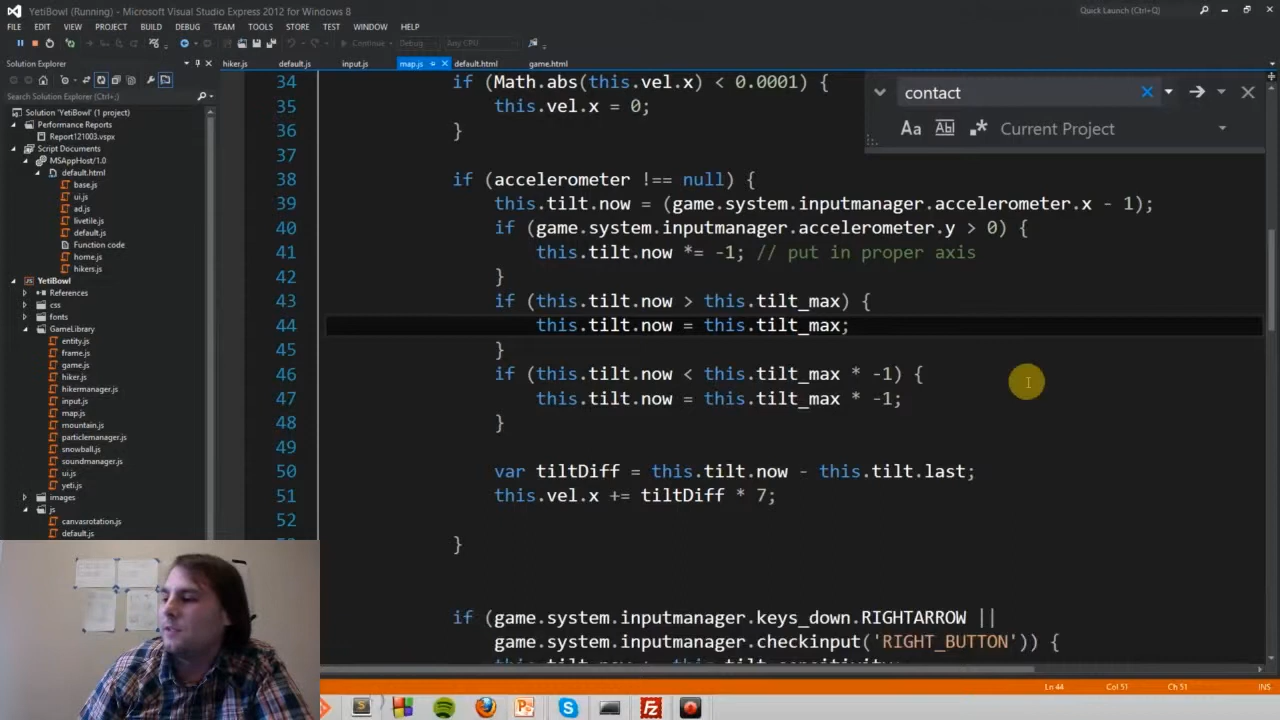 YetiBowl (Running) - Microsoft Visual Studio Express 2012 for Windows 8
Quick Launch (Ctrl+Q)
FILE EDIT VIEW PROJECT BUILD DEBUG TEAM TOOLS STORE TEST ANALYZE WINDOW HELP
Continue Debug Any CPU
Solution Explorer
hiker.js default.js input.js map.js default.html game.html
Search Solution Explorer (Ctrl+;)
Solution 'YetiBowl' (1 project)
Performance Reports
Report121003.vspx
Script Documents
MSAppHost/1.0
default.html
base.js
ui.js
ad.js
livetile.js
default.js
Function code
home.js
hikers.js
YetiBowl
References
css
fonts
GameLibrary
entity.js
frame.js
game.js
hiker.js
hikermanager.js
input.js
map.js
mountain.js
particlemanager.js
snowball.js
soundmanager.js
ui.js
yeti.js
images
js
canvasrotation.js
default.js
contact
Aa Abl Current Project
34 if (Math.abs(this.vel.x) < 0.0001) {
35 this.vel.x = 0;
36 }
37
38 if (accelerometer !== null) {
39 this.tilt.now = (game.system.inputmanager.accelerometer.x - 1);
40 if (game.system.inputmanager.accelerometer.y > 0) {
41 this.tilt.now *= -1; // put in proper axis
42 }
43 if (this.tilt.now > this.tilt_max) {
44 this.tilt.now = this.tilt_max;
45 }
46 if (this.tilt.now < this.tilt_max * -1) {
47 this.tilt.now = this.tilt_max * -1;
48 }
49
50 var tiltDiff = this.tilt.now - this.tilt.last;
51 this.vel.x += tiltDiff * 7;
52
}
if (game.system.inputmanager.keys_down.RIGHTARROW ||
game.system.inputmanager.checkinput('RIGHT_BUTTON')) {
Ln 44 Col 51 Ch 51 INS